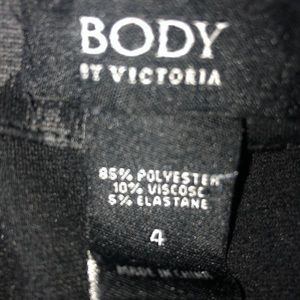 BODY
BY VICTORIA
85% POLYESTER
10% VISCOSE
5% ELASTANE
4
MADE IN CHINA